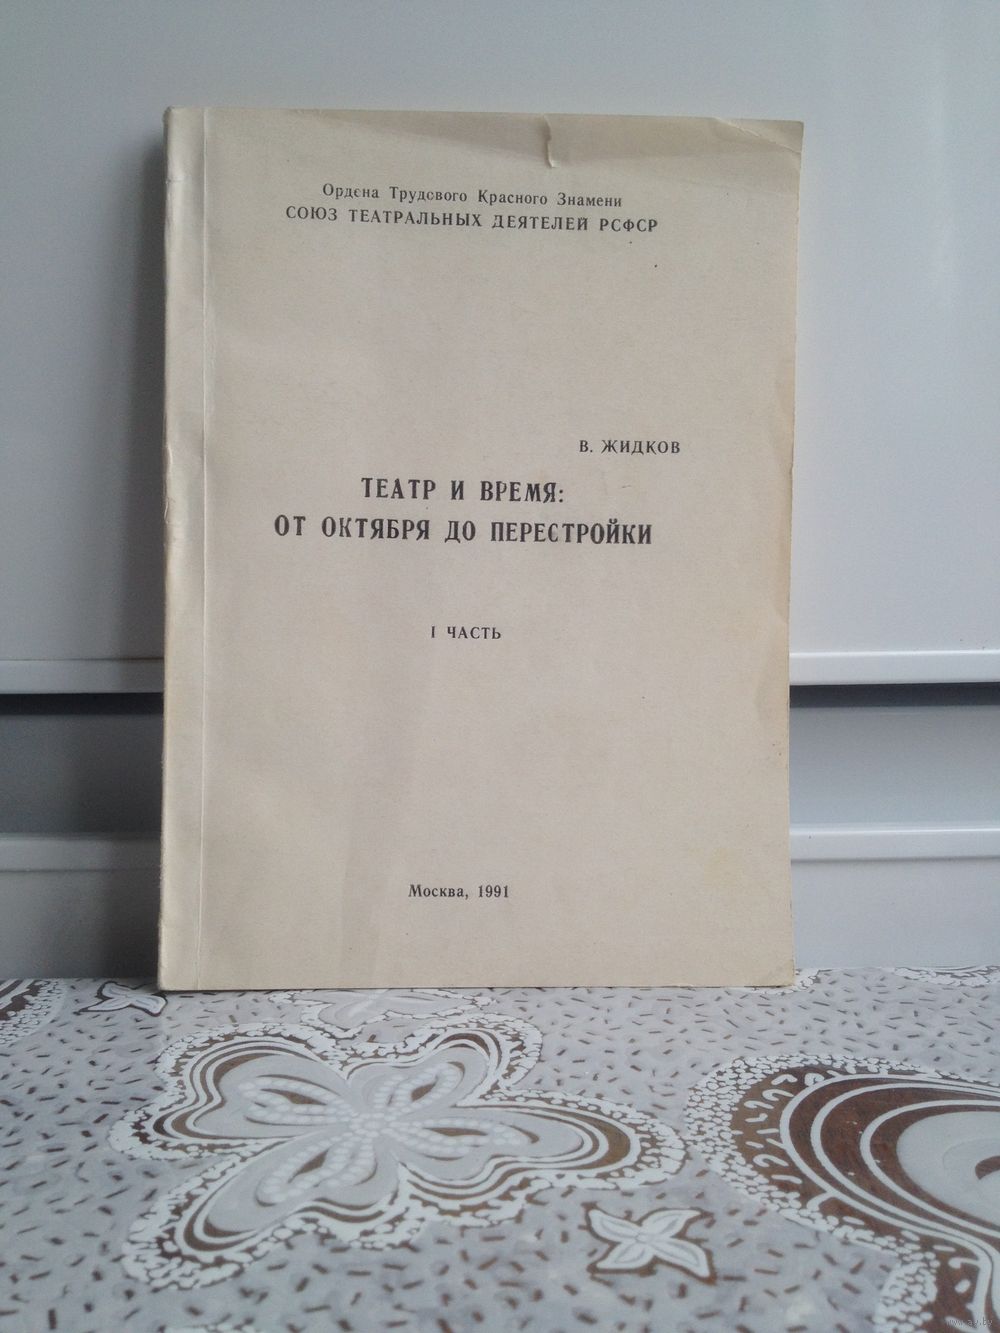 Ордена Трудового Красного Знамени
СОЮЗ ТЕАТРАЛЬНЫХ ДЕЯТЕЛЕЙ РСФСР
В. ЖИДКОВ
ТЕАТР И ВРЕМЯ:
ОТ ОКТЯБРЯ ДО ПЕРЕСТРОЙКИ
I ЧАСТЬ
Москва, 1991